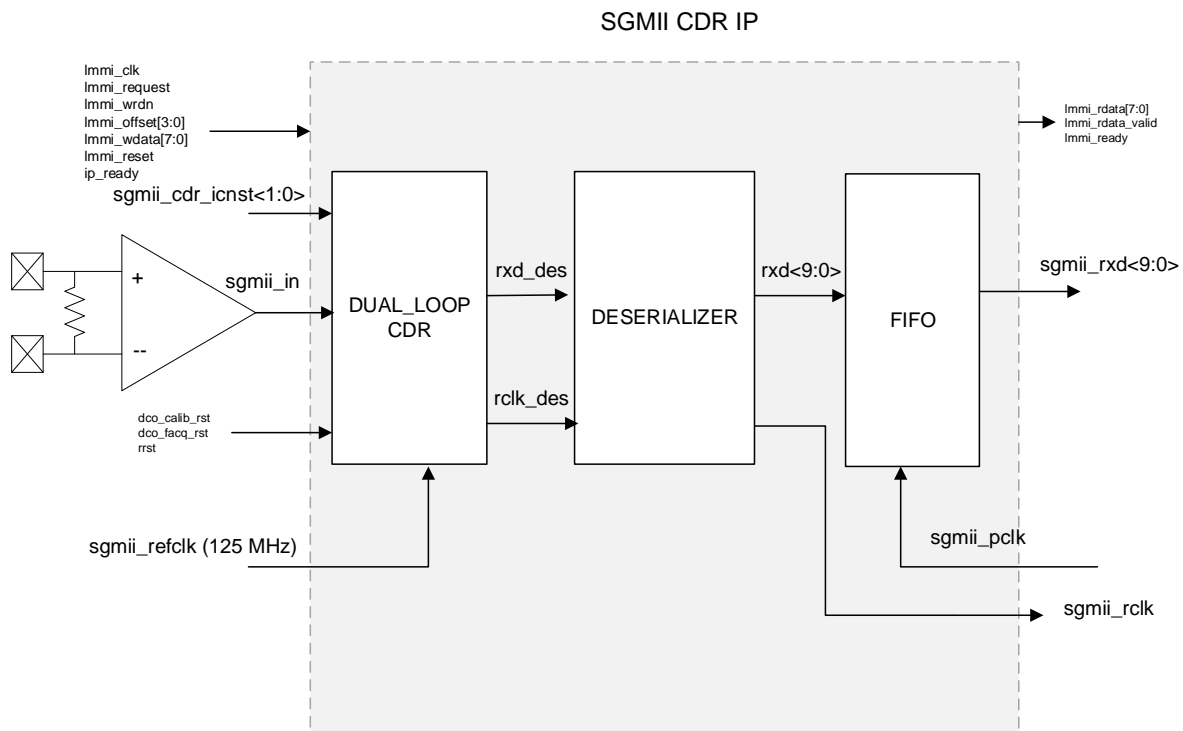 SGMII CDR IP
lmmi_clk
lmmi_request
lmmi_wrdn
lmmi_offset[3:0]
lmmi_wdata[7:0]
lmmi_reset
ip_ready
lmmi_rdata[7:0]
lmmi_rdata_valid
lmmi_ready
sgmii_cdr_icnst<1:0>
+
--
sgmii_in
DUAL_LOOP
CDR
rxd_des
rclk_des
DESERIALIZER
rxd<9:0>
FIFO
sgmii_rxd<9:0>
dco_calib_rst
dco_facq_rst
rrst
sgmii_refclk (125 MHz)
sgmii_pclk
sgmii_rclk